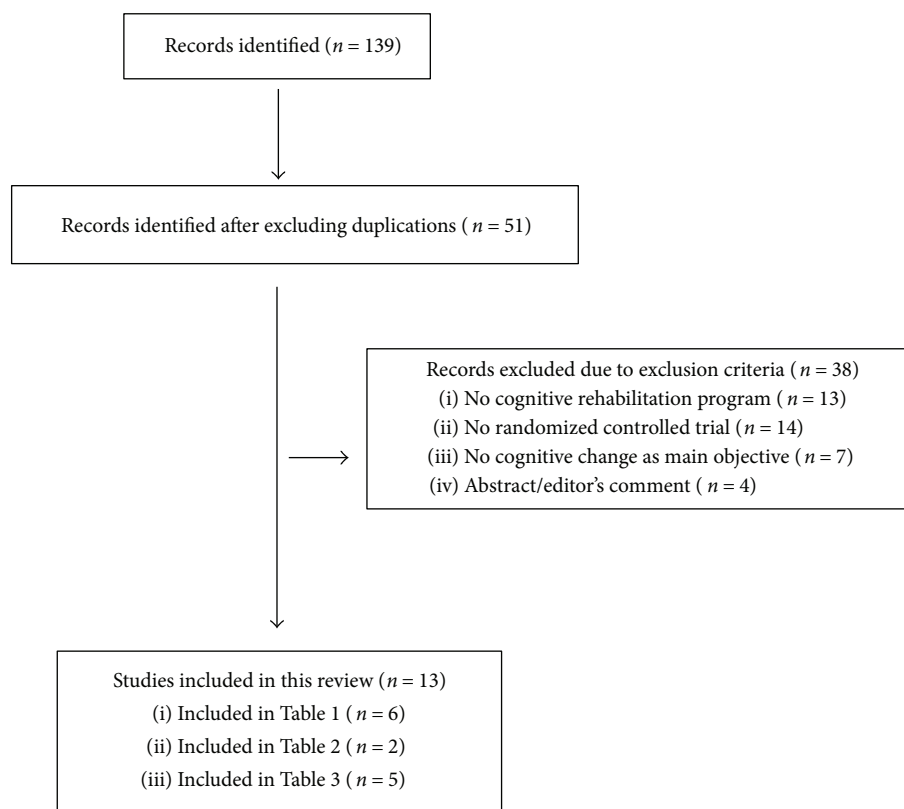 Records identified (n = 139)
Records identified after excluding duplications (n = 51)
Records excluded due to exclusion criteria (n = 38)
(i) No cognitive rehabilitation program (n = 13)
(ii) No randomized controlled trial (n = 14)
(iii) No cognitive change as main objective (n = 7)
(iv) Abstract/editor's comment (n = 4)
Studies included in this review (n = 13)
(i) Included in Table 1 (n = 6)
(ii) Included in Table 2 (n = 2)
(iii) Included in Table 3 (n = 5)